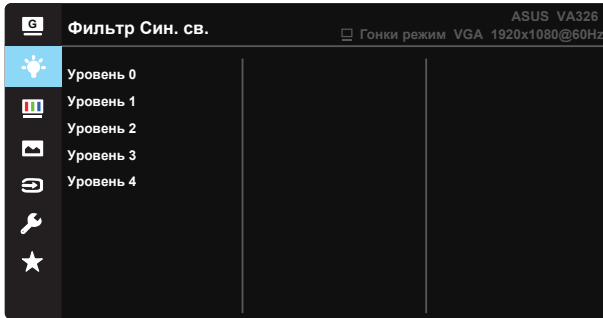 G
ASUS VA326
Фильтр Син. св.
Гонки режим VGA 1920x1080@60Hz
Уровень 0
Уровень 1
Уровень 2
Уровень 3
Уровень 4